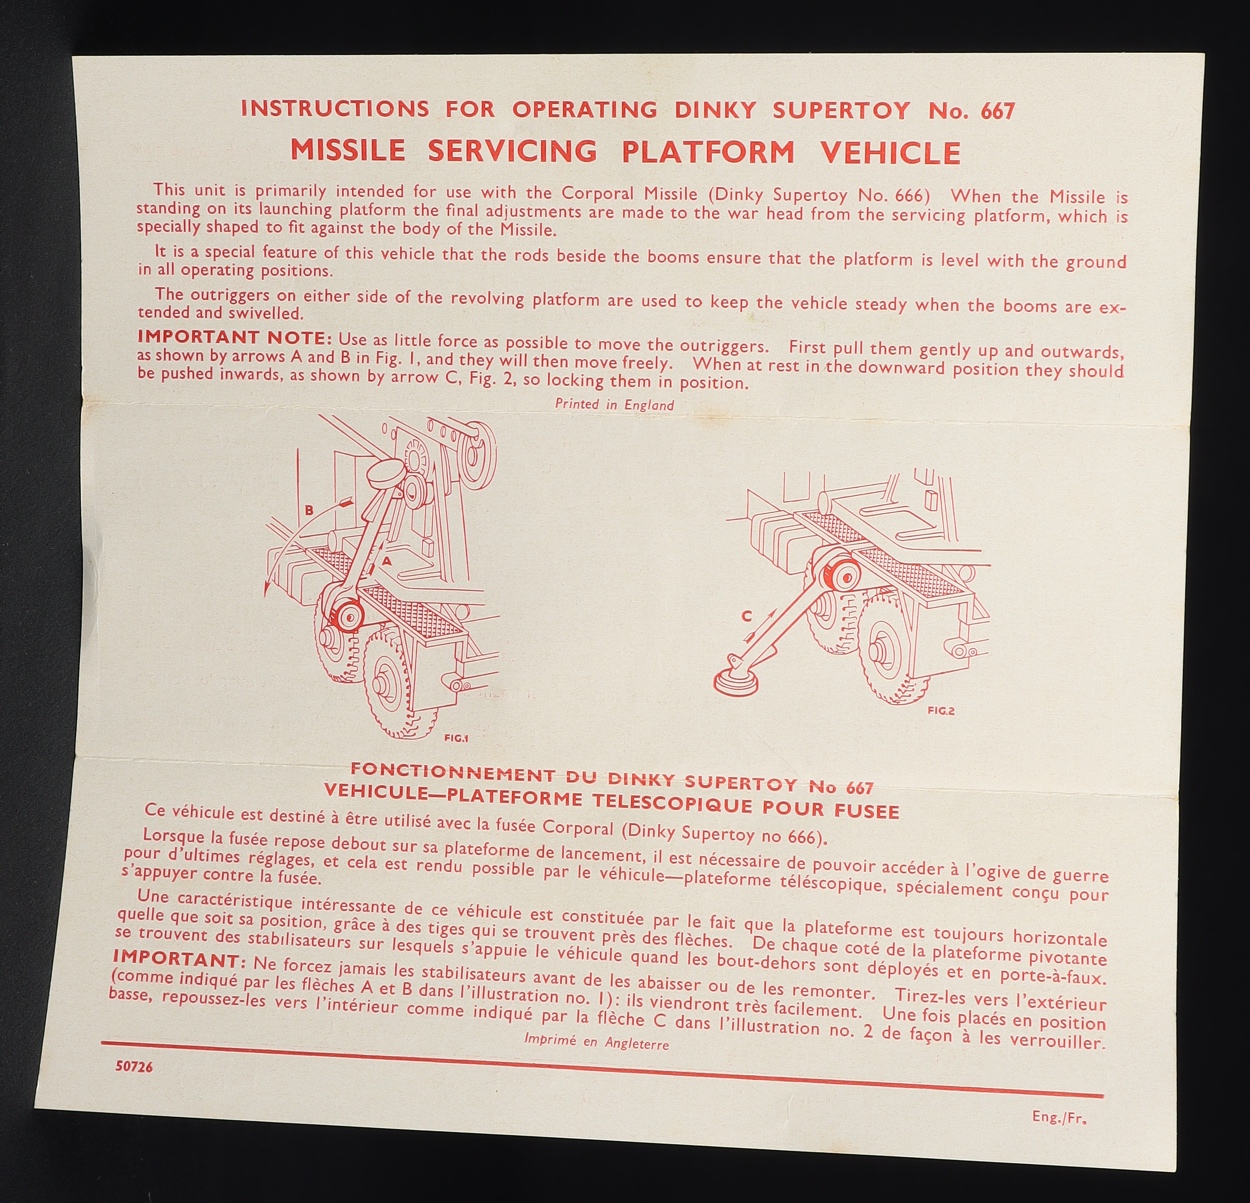 INSTRUCTIONS FOR OPERATING DINKY SUPERTOY No. 667
MISSILE SERVICING PLATFORM VEHICLE
This unit is primarily intended for use with the Corporal Missile (Dinky Supertoy No. 666) When the Missile is
standing on its launching platform the final adjustments are made to the war head from the servicing platform, which is
specially shaped to fit against the body of the Missile.
It is a special feature of this vehicle that the rods beside the booms ensure that the platform is level with the ground
in all operating positions.
The outriggers on either side of the revolving platform are used to keep the vehicle steady when the booms are ex-
tended and swivelled.
IMPORTANT NOTE: Use as little force as possible to move the outriggers. First pull them gently up and outwards,
as shown by arrows A and B in Fig. 1, and they will then move freely. When at rest in the downward position they should
be pushed inwards, as shown by arrow C, Fig. 2, so locking them in position.
Printed in England
B
A
FIG.1
C
FIG.2
FONCTIONNEMENT DU DINKY SUPERTOY No 667
VEHICULE—PLATEFORME TELESCOPIQUE POUR FUSEE
Ce véhicule est destiné à être utilisé avec la fusée Corporal (Dinky Supertoy no 666).
Lorsque la fusée repose debout sur sa plateforme de lancement, il est nécessaire de pouvoir accéder à l'ogive de guerre
pour d'ultimes réglages, et cela est rendu possible par le véhicule—plateforme téléscopique, spécialement conçu pour
s'appuyer contre la fusée.
Une caractéristique intéressante de ce véhicule est constituée par le fait que la plateforme est toujours horizontale
quelle que soit sa position, grâce à des tiges qui se trouvent près des flèches. De chaque coté de la plateforme pivotante
se trouvent des stabilisateurs sur lesquels s'appuie le véhicule quand les bout-dehors sont déployés et en porte-à-faux.
IMPORTANT: Ne forcez jamais les stabilisateurs avant de les abaisser ou de les remonter. Tirez-les vers l'extérieur
(comme indiqué par les flèches A et B dans l'illustration no. 1): ils viendront très facilement. Une fois placés en position
basse, repoussez-les vers l'intérieur comme indiqué par la flèche C dans l'illustration no. 2 de façon à les verrouiller.
Imprimé en Angleterre
50726
Eng./Fr.